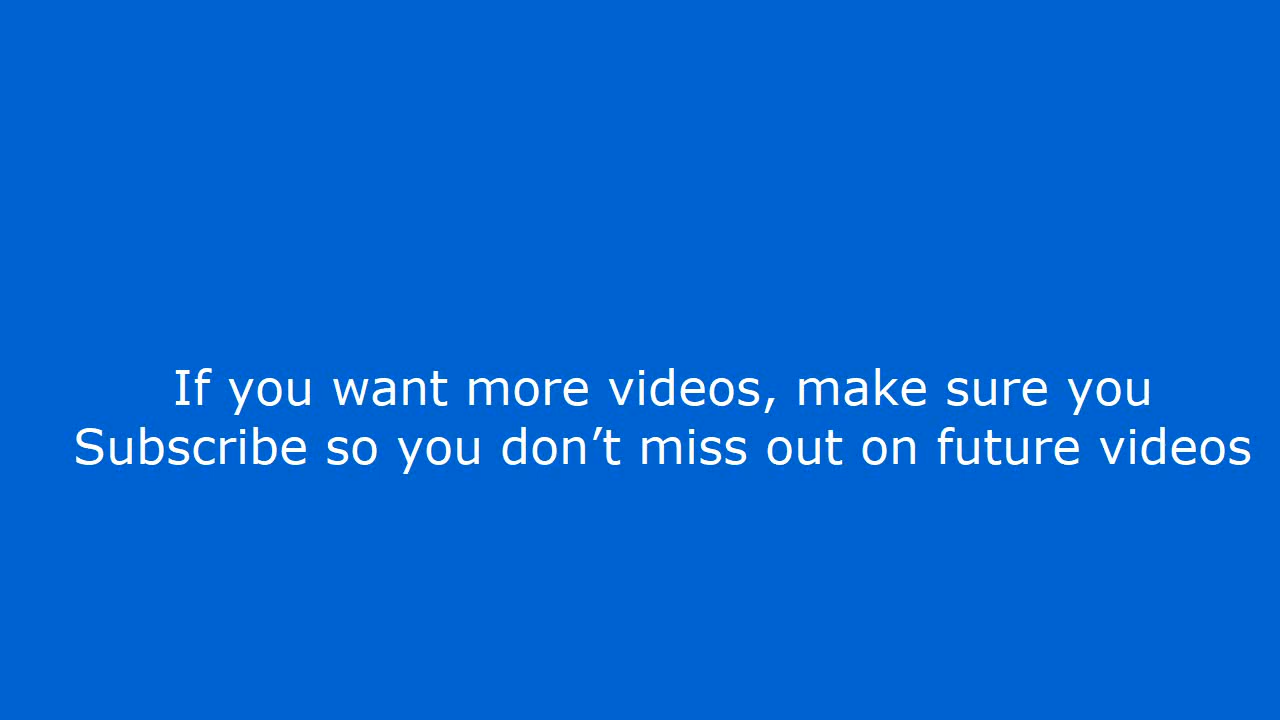 If you want more videos, make sure you
Subscribe so you don’t miss out on future videos